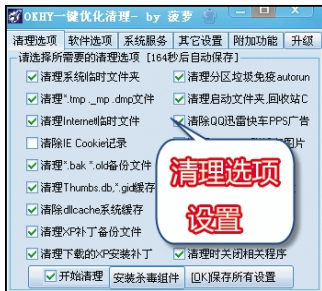 OKHY一键优化清理- by 菠萝
清理选项 软件选项 系统服务 其它设置 附加功能 升级
请选择所需要的清理选项 [164秒后自动保存]
清理系统临时文件夹 清理分区垃圾免疫autorun
清理*.tmp ._mp .dmp文件 清理启动文件夹,回收站C
清理Internet临时文件 清除QQ迅雷快车PPS广告
清除IE Cookie记录 图片
清理*.bak *.old备份文件
清理Thumbs.db,*.gid缓存
清除dllcache系统缓存
清理XP补丁备份文件
清理下载的XP安装补丁 清理时关闭相关程序
清理选项
设置
开始清理 安装杀毒组件 [OK]保存所有设置